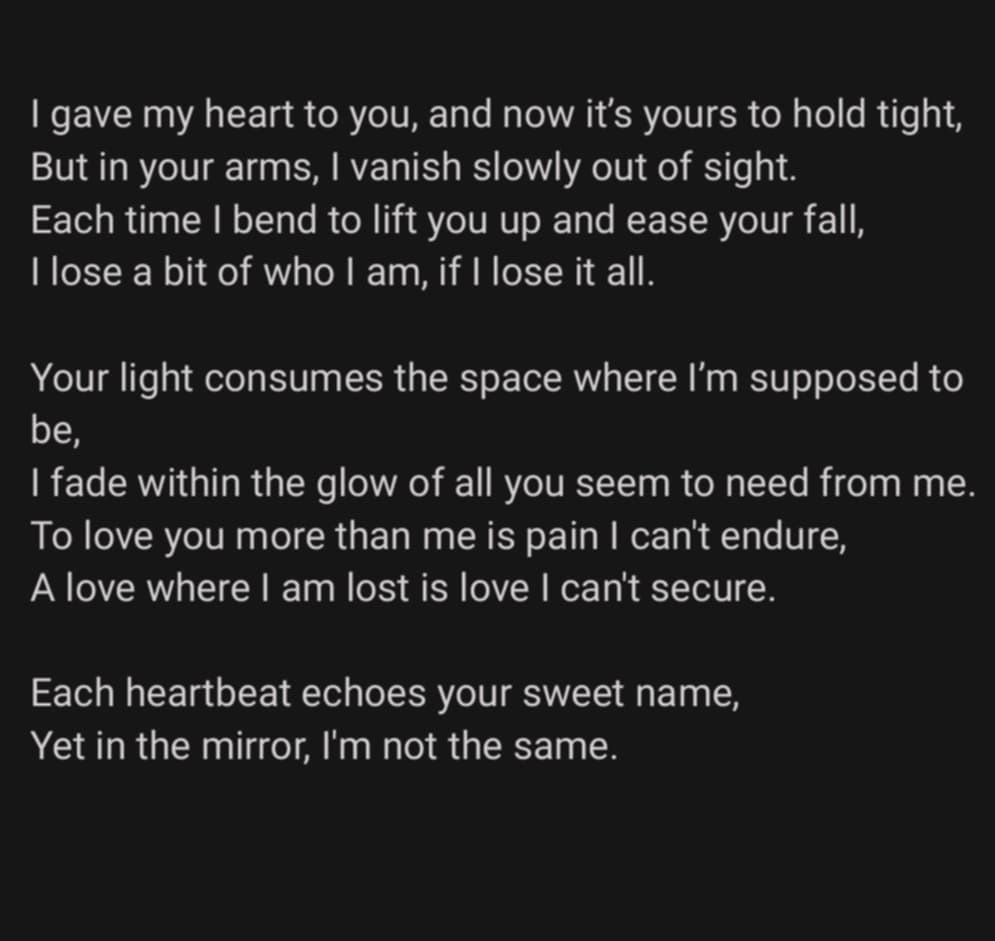 I gave my heart to you, and now it’s yours to hold tight,
But in your arms, I vanish slowly out of sight.
Each time I bend to lift you up and ease your fall,
I lose a bit of who I am, if I lose it all.
Your light consumes the space where I’m supposed to
be,
I fade within the glow of all you seem to need from me.
To love you more than me is pain I can't endure,
A love where I am lost is love I can't secure.
Each heartbeat echoes your sweet name,
Yet in the mirror, I'm not the same.